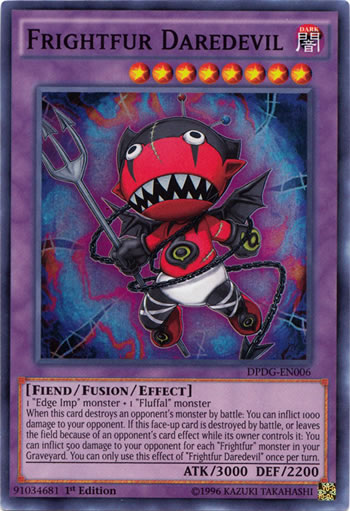 Frightfur Daredevil
DARK
闇
DPDG-EN006
[Fiend/Fusion/Effect]
1 "Edge Imp" monster + 1 "Fluffal" monster
When this card destroys an opponent's monster by battle: You can inflict 1000
damage to your opponent. If this face-up card is destroyed by battle, or leaves
the field because of an opponent's card effect while its owner controls it: You
can inflict 500 damage to your opponent for each "Frightfur" monster in your
Graveyard. You can only use this effect of "Frightfur Daredevil" once per turn.
ATK/3000 DEF/2200
91034681 1st Edition ©1996 KAZUKI TAKAHASHI